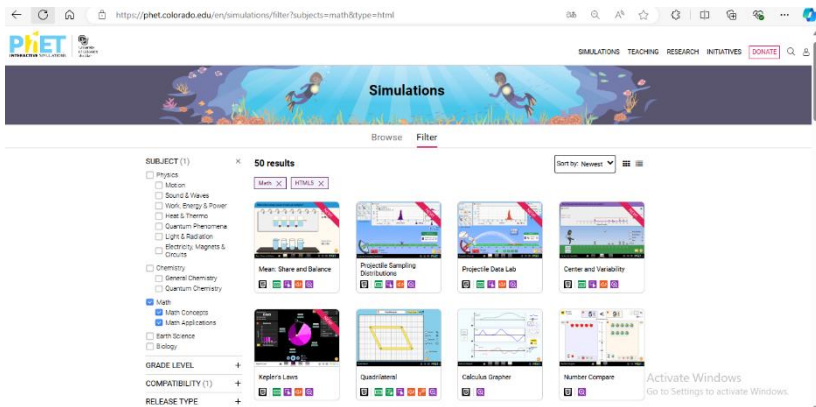 https://phet.colorado.edu/en/simulations/filter?subjects=math&type=html
PhET
INTERACTIVE SIMULATIONS
SIMULATIONS TEACHING RESEARCH INITIATIVES DONATE
Simulations
Browse Filter
SUBJECT (1)
50 results
Sort by: Newest
Math X HTML5 X
Physics
Motion
Sound & Waves
Work, Energy & Power
Heat & Thermo
Quantum Phenomena
Light & Radiation
Electricity, Magnets &
Circuits
Chemistry
General Chemistry
Quantum Chemistry
Math
Math Concepts
Math Applications
Earth Science
Biology
GRADE LEVEL +
COMPATIBILITY (1) +
RELEASE TYPE +
Mean: Share and Balance
Projectile Sampling
Distributions
Projectile Data Lab
Center and Variability
5 < 9
Kepler's Laws
Quadrilateral
Calculus Grapher
Number Compare
Activate Windows
Go to Settings to activate Windows.